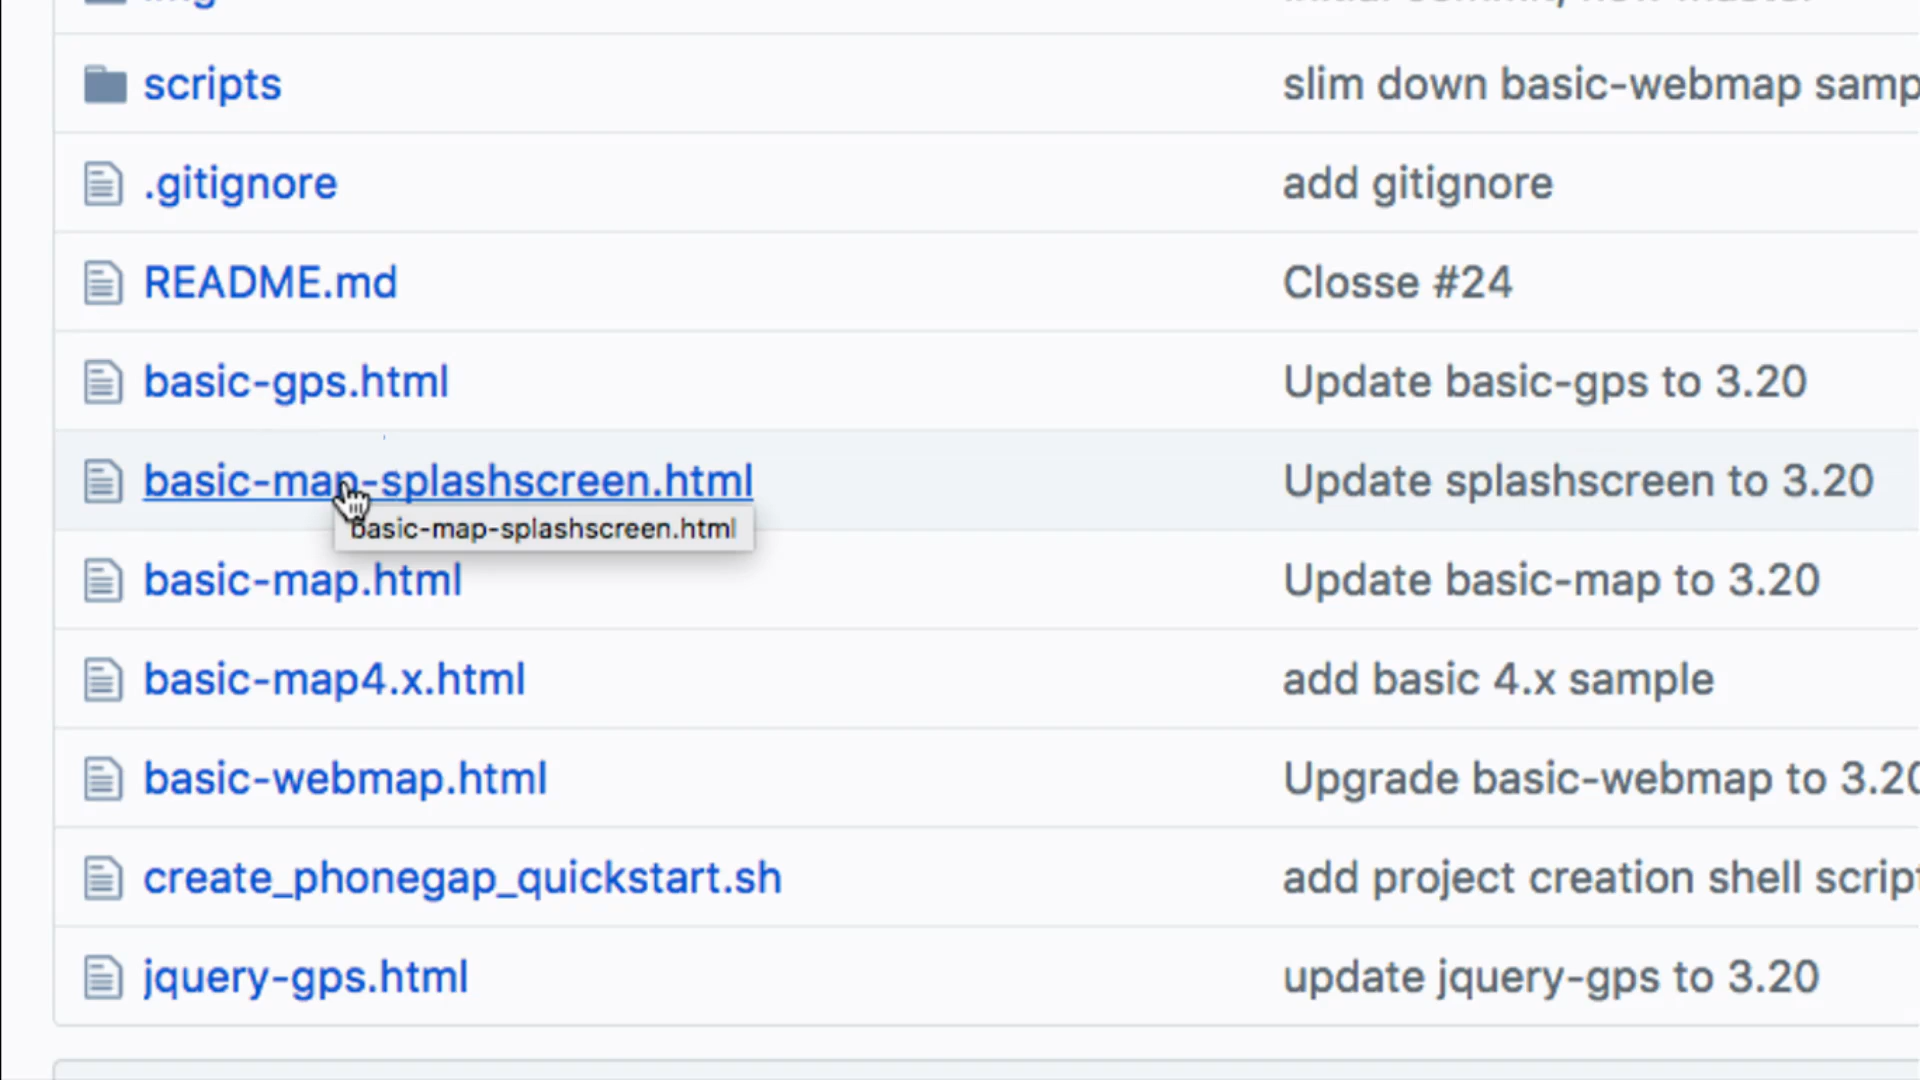 img
scripts
slim down basic-webmap samp
.gitignore
add gitignore
README.md
Closse #24
basic-gps.html
Update basic-gps to 3.20
basic-map-splashscreen.html
Update splashscreen to 3.20
basic-map-splashscreen.html
basic-map.html
Update basic-map to 3.20
basic-map4.x.html
add basic 4.x sample
basic-webmap.html
Upgrade basic-webmap to 3.20
create_phonegap_quickstart.sh
add project creation shell script
jquery-gps.html
update jquery-gps to 3.20